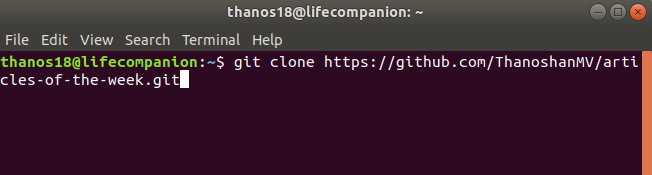 thanos18@lifecompanion: ~
File Edit View Search Terminal Help
thanos18@lifecompanion:~$ git clone https://github.com/ThanoshanMV/arti
cles-of-the-week.git